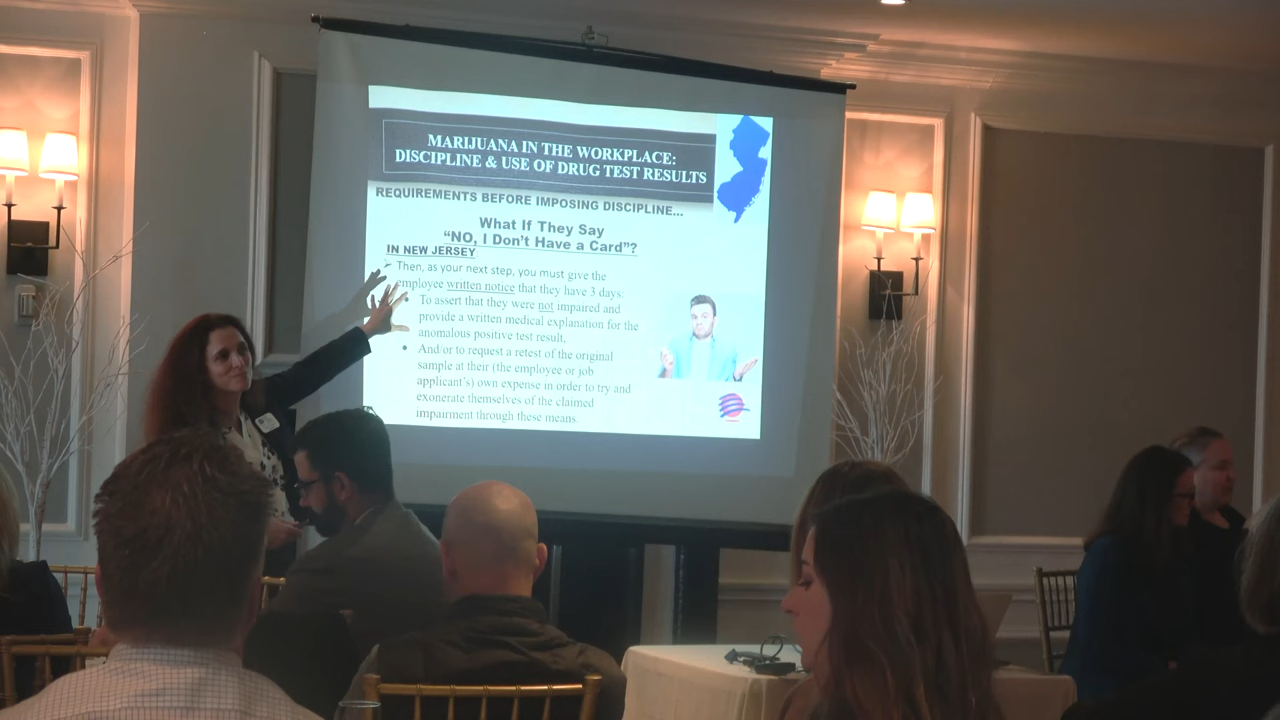 MARIJUANA IN THE WORKPLACE:
DISCIPLINE & USE OF DRUG TEST RESULTS
REQUIREMENTS BEFORE IMPOSING DISCIPLINE...
What If They Say
“NO, I Don't Have a Card”?
IN NEW JERSEY
Then, as your next step, you must give the
employee written notice that they have 3 days:
To assert that they were not impaired and
provide a written medical explanation for the
anomalous positive test result,
• And/or to request a retest of the original
sample at their (the employee or job
applicant's) own expense in order to try and
exonerate themselves of the claimed
impairment through these means.